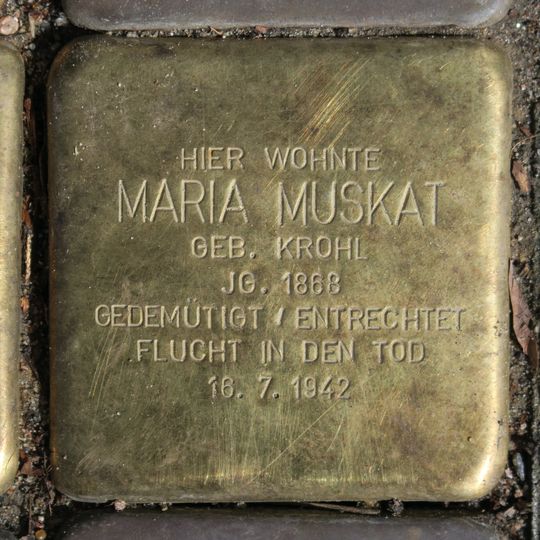 HIER WOHNTE
MARIA MUSKAT
GEB. KROHL
JG. 1868
GEDEMÜTIGT / ENTRECHTET
FLUCHT IN DEN TOD
16. 7. 1942